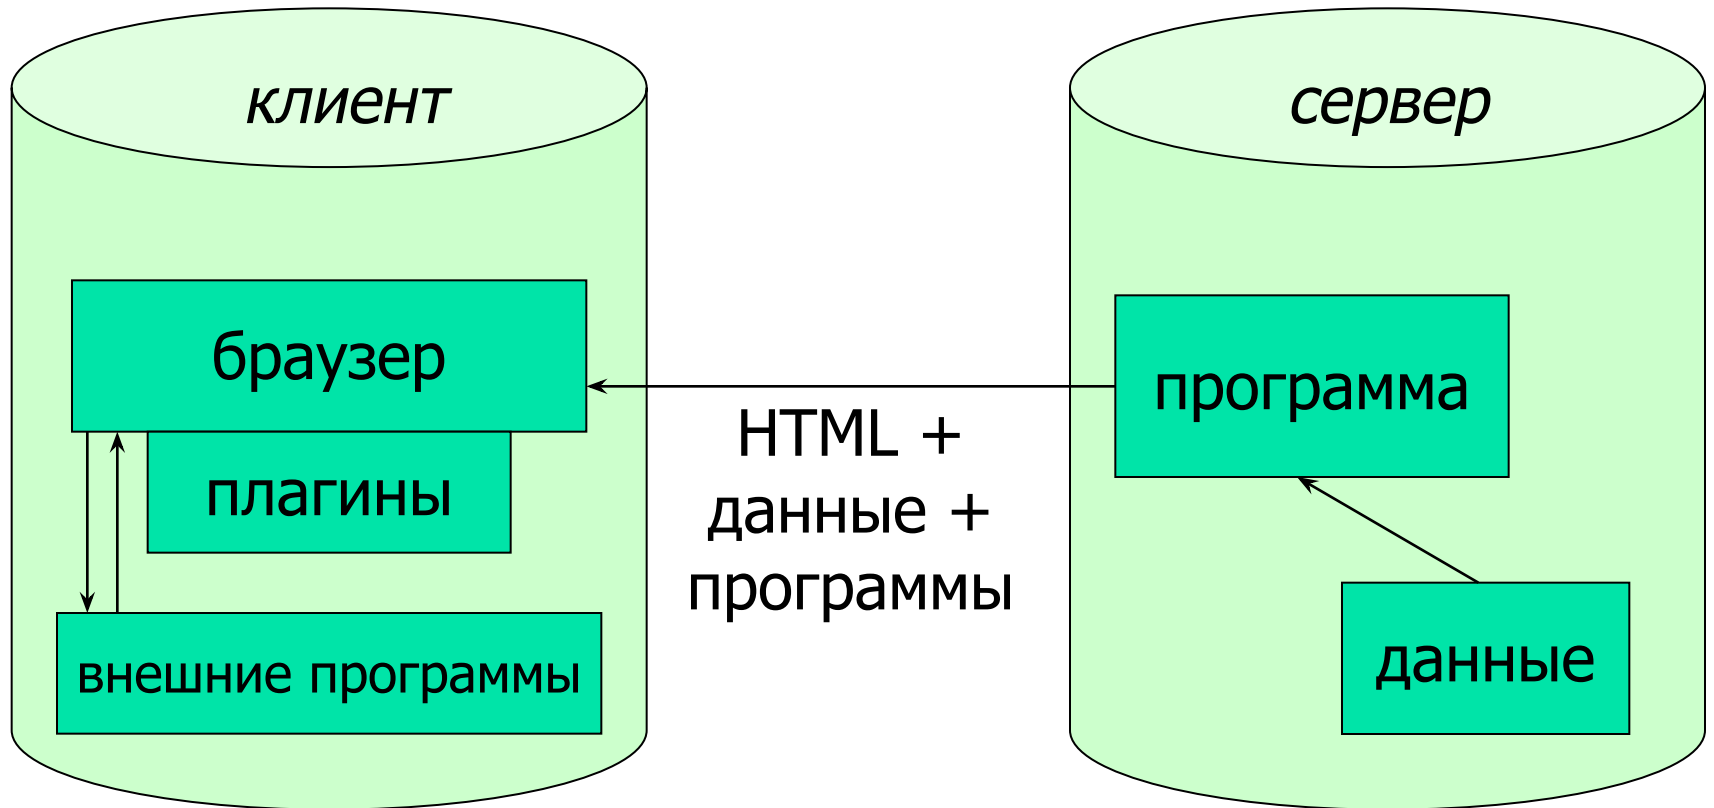 клиент
сервер
браузер
плагины
внешние программы
HTML +
данные +
программы
программа
данные